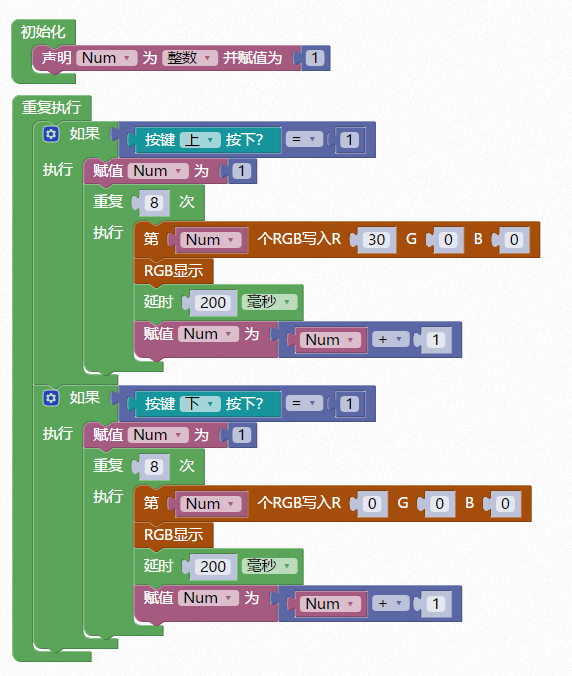 初始化
声明 Num 为 整数 并赋值为 1
重复执行
如果 按键 上 按下? = 1
执行 赋值 Num 为 1
重复 8 次
执行 第 Num 个RGB写入R 30 G 0 B 0
RGB显示
延时 200 毫秒
赋值 Num 为 Num + 1
如果 按键 下 按下? = 1
执行 赋值 Num 为 1
重复 8 次
执行 第 Num 个RGB写入R 0 G 0 B 0
RGB显示
延时 200 毫秒
赋值 Num 为 Num + 1